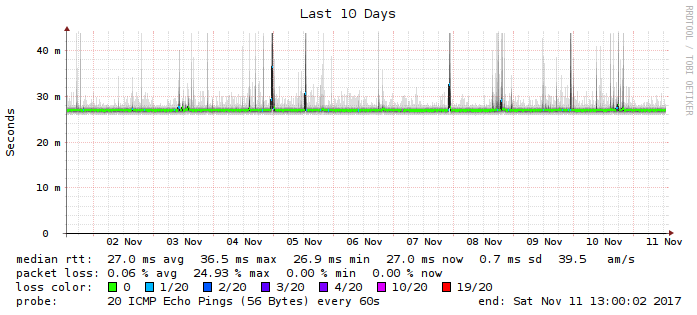 Last 10 Days
RRDTOOL / TOBI OETIKER
Seconds
40 m
30 m
20 m
10 m
0
02 Nov 03 Nov 04 Nov 05 Nov 06 Nov 07 Nov 08 Nov 09 Nov 10 Nov 11 Nov
median rtt: 27.0 ms avg 36.5 ms max 26.9 ms min 27.0 ms now 0.7 ms sd 39.5 am/s
packet loss: 0.06 % avg 24.93 % max 0.00 % min 0.00 % now
loss color: 0 1/20 2/20 3/20 4/20 10/20 19/20
probe: 20 ICMP Echo Pings (56 Bytes) every 60s end: Sat Nov 11 13:00:02 2017